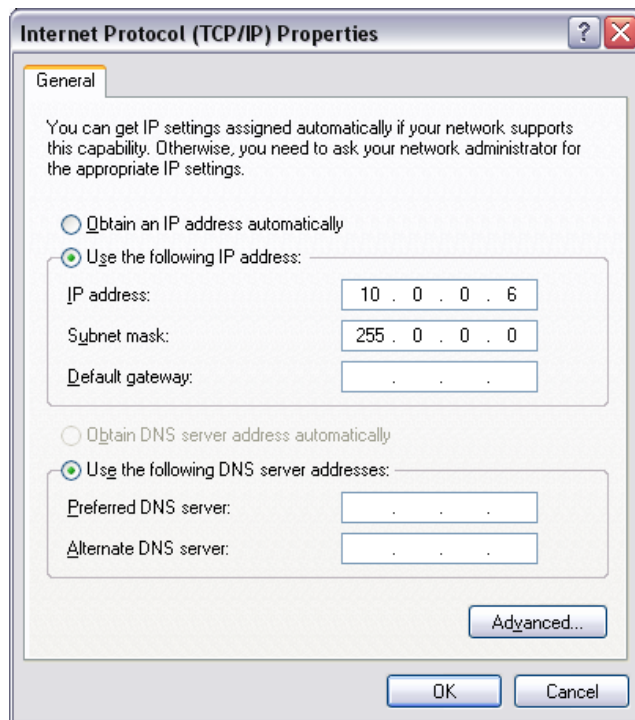 Internet Protocol (TCP/IP) Properties
General
You can get IP settings assigned automatically if your network supports
this capability. Otherwise, you need to ask your network administrator for
the appropriate IP settings.
Obtain an IP address automatically
Use the following IP address:
IP address: 10 . 0 . 0 . 6
Subnet mask: 255 . 0 . 0 . 0
Default gateway: . . .
Obtain DNS server address automatically
Use the following DNS server addresses:
Preferred DNS server: . . .
Alternate DNS server: . . .
Advanced...
OK Cancel